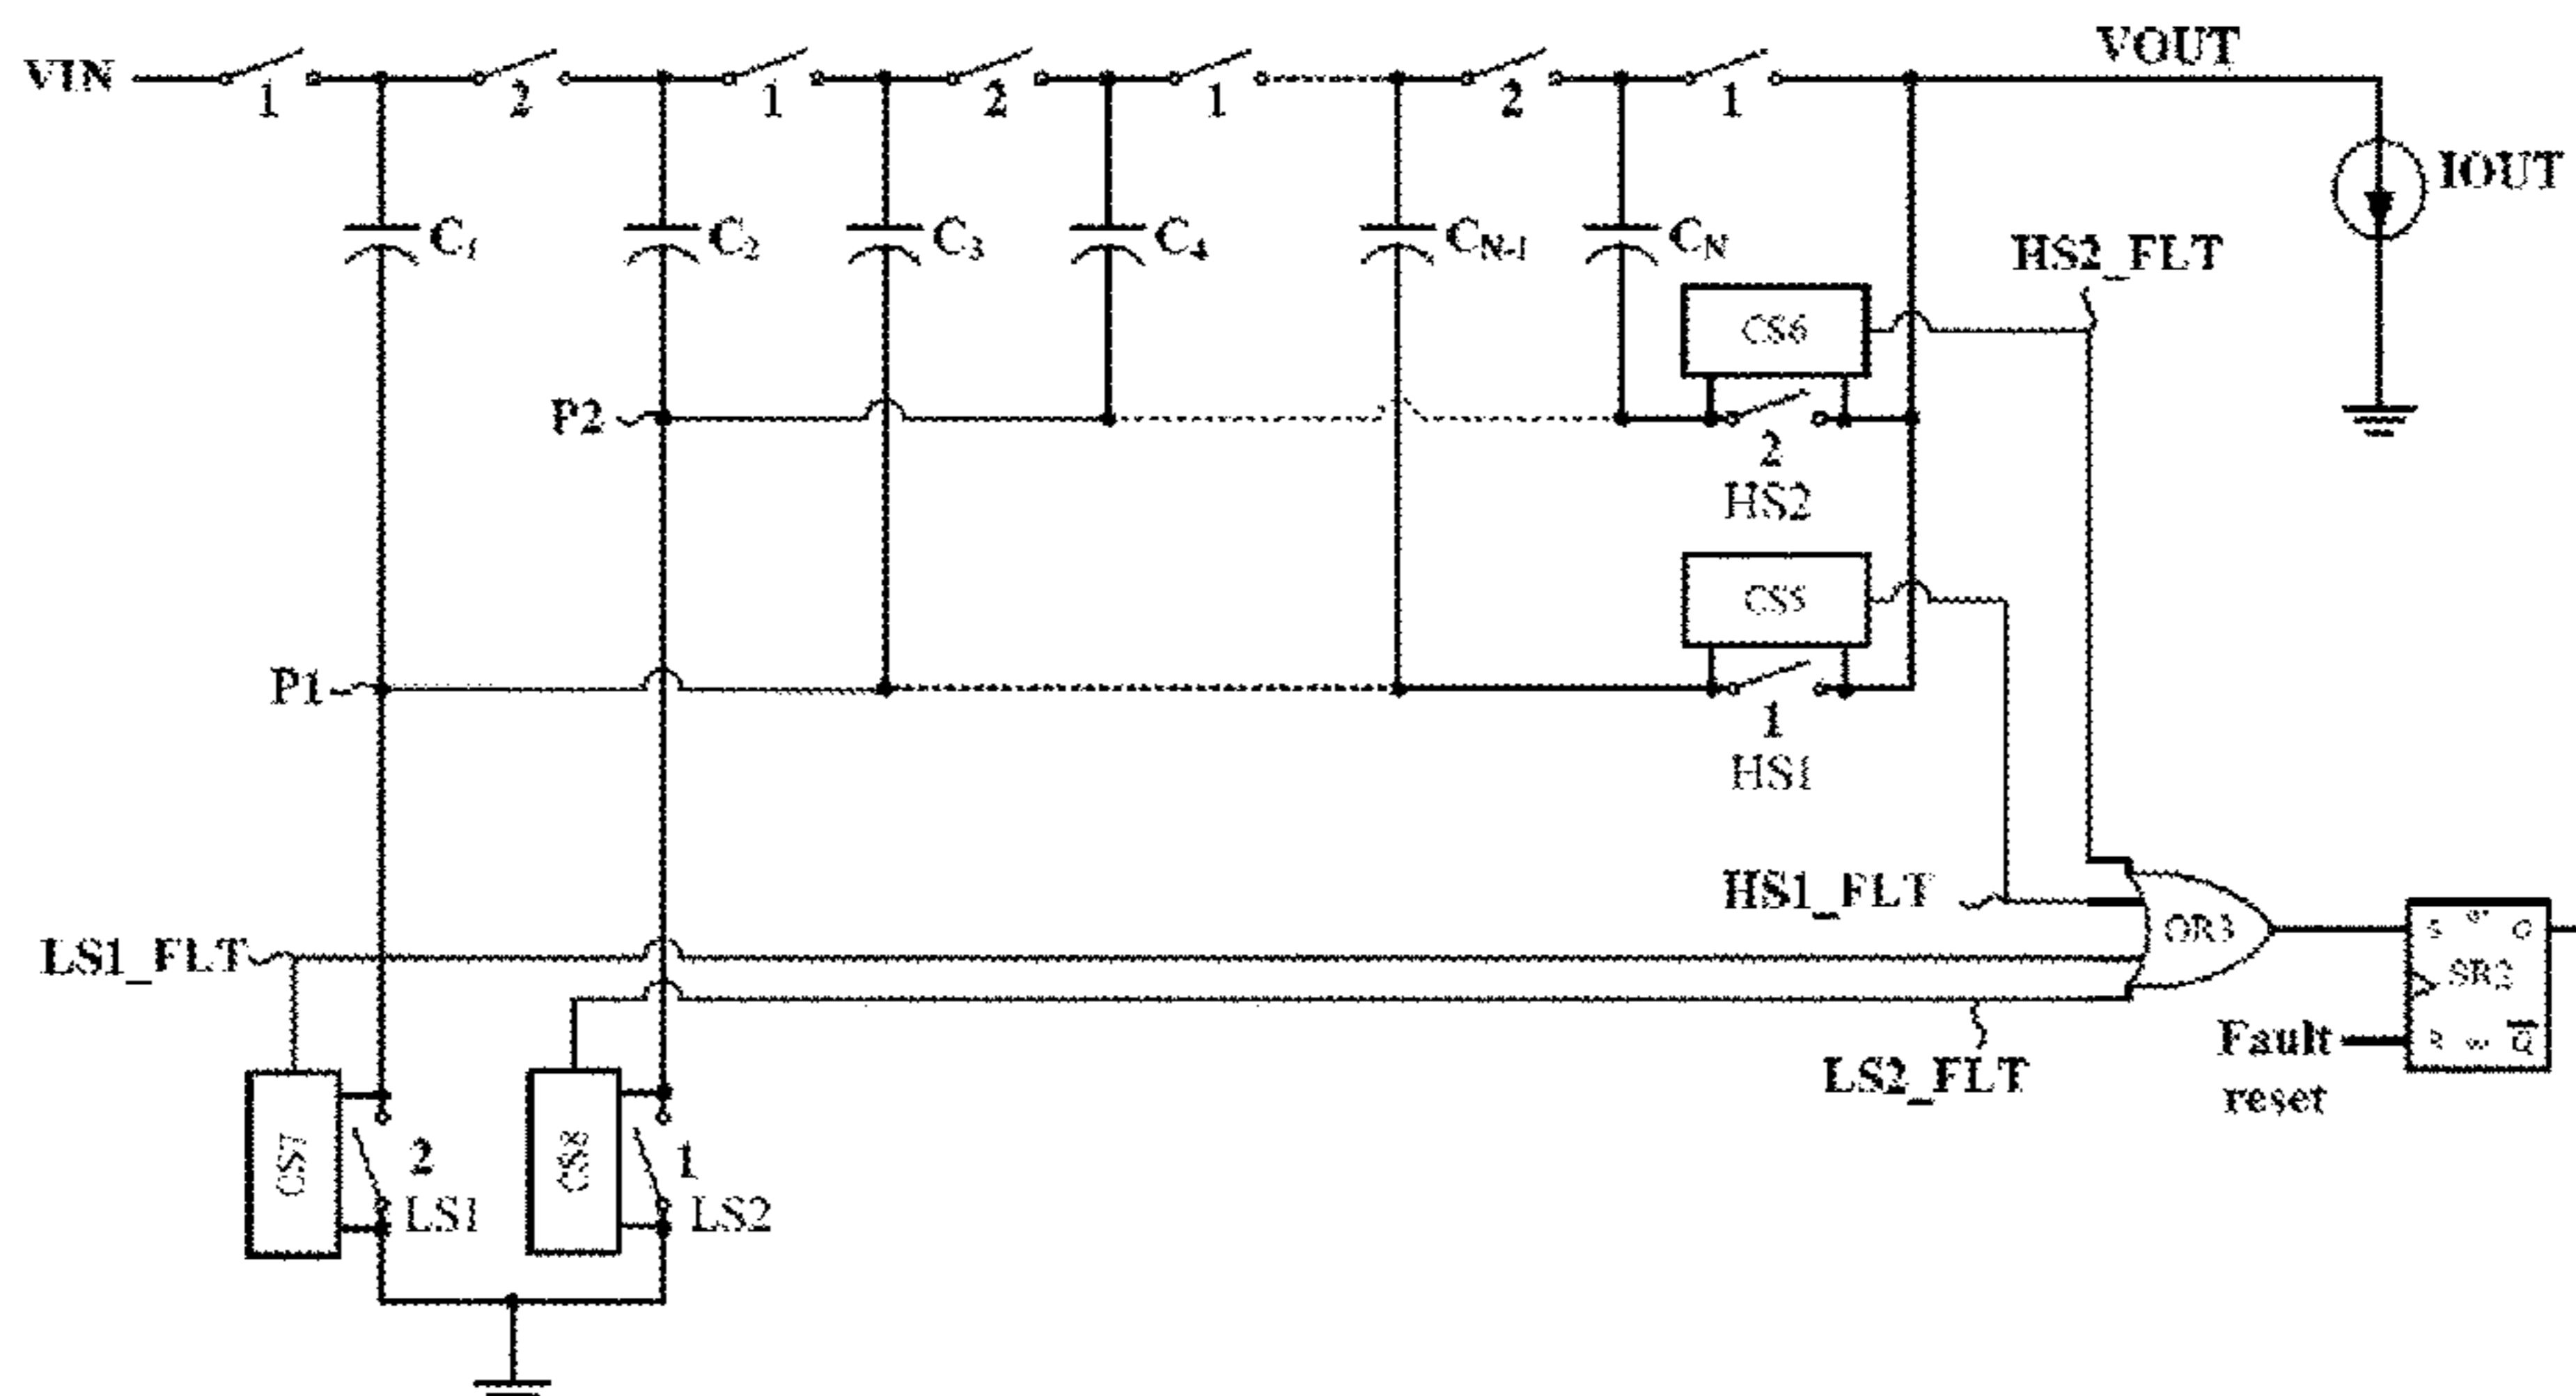 VOUT
VIN
1
2
1
2
1
2
1
IOUT
C1
C2
C3
C4
CN-1
CN
HS2_FLT
CS6
P2
2
HS2
CS5
P1
1
HS1
HS1_FLT
OR3
S
Q
LS1_FLT
SR2
Fault
reset
R
Q
LS2_FLT
CS7
2
LS1
CS8
1
LS2